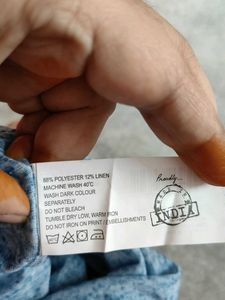 88% POLYESTER 12% LINEN
MACHINE WASH 40°C
WASH DARK COLOUR
SEPARATELY
DO NOT BLEACH
TUMBLE DRY LOW, WARM IRON
DO NOT IRON ON PRINT / EMBELLISHMENTS
Proudly...
MADE IN
INDIA